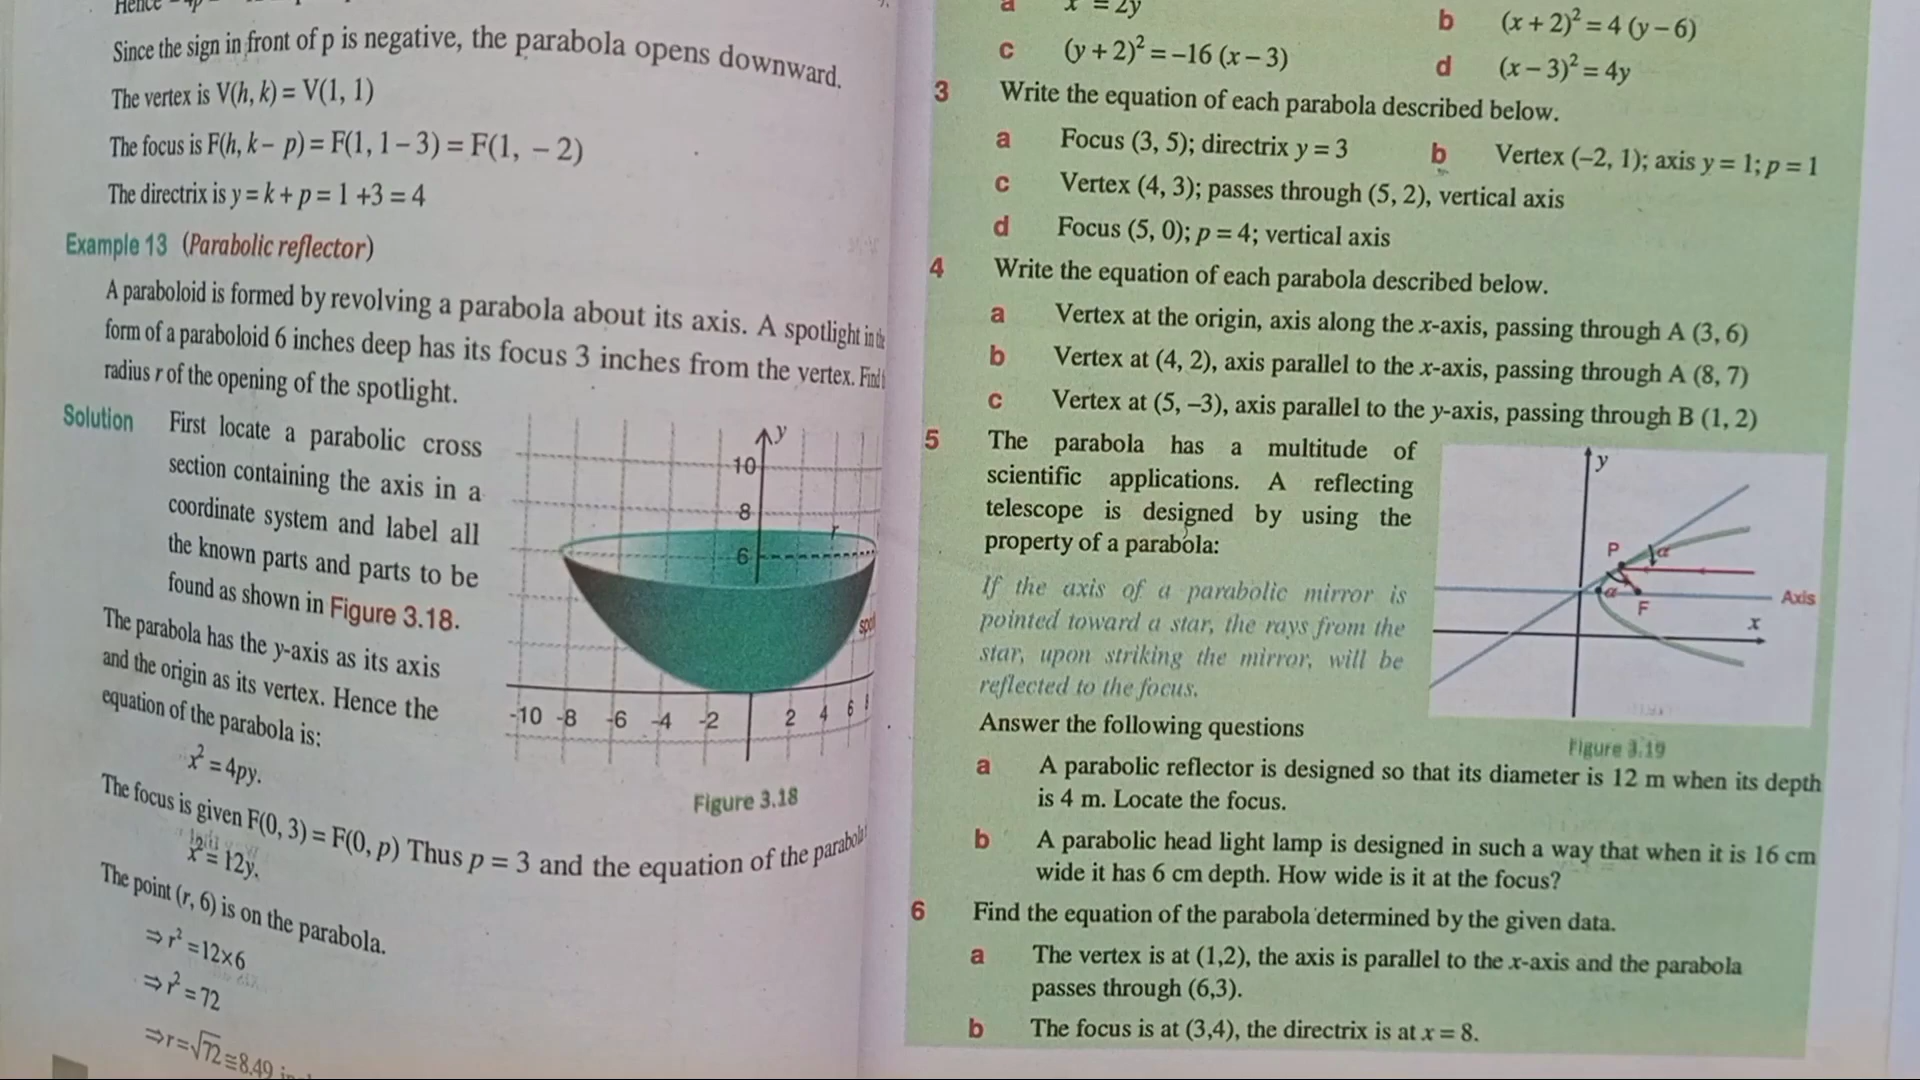 Hence
Since the sign in front of p is negative, the parabola opens downward.
The vertex is V(h, k) = V(1, 1)
The focus is F(h, k – p) = F(1, 1 – 3) = F(1, – 2)
The directrix is y = k + p = 1 +3 = 4
Example 13 (Parabolic reflector)
A paraboloid is formed by revolving a parabola about its axis. A spotlight in the
form of a paraboloid 6 inches deep has its focus 3 inches from the vertex. Find
radius r of the opening of the spotlight.
Solution First locate a parabolic cross
section containing the axis in a
coordinate system and label all
the known parts and parts to be
found as shown in Figure 3.18.
The parabola has the y-axis as its axis
and the origin as its vertex. Hence the
equation of the parabola is:
x² = 4py.
y
10
8
6
r
-10 -8 -6 -4 -2 2 4 6
Figure 3.18
The focus is given F(0, 3) = F(0, p) Thus p = 3 and the equation of the parabola
x² = 12y.
The point (r, 6) is on the parabola.
⇒ r² = 12×6
⇒ r² = 72
⇒ r = √72 ≅ 8.49
a x² = 2y
b (x + 2)² = 4 (y – 6)
c (y + 2)² = –16 (x – 3)
d (x – 3)² = 4y
3 Write the equation of each parabola described below.
a Focus (3, 5); directrix y = 3
b Vertex (–2, 1); axis y = 1; p = 1
c Vertex (4, 3); passes through (5, 2), vertical axis
d Focus (5, 0); p = 4; vertical axis
4 Write the equation of each parabola described below.
a Vertex at the origin, axis along the x-axis, passing through A (3, 6)
b Vertex at (4, 2), axis parallel to the x-axis, passing through A (8, 7)
c Vertex at (5, –3), axis parallel to the y-axis, passing through B (1, 2)
5 The parabola has a multitude of
scientific applications. A reflecting
telescope is designed by using the
property of a parabola:
If the axis of a parabolic mirror is
pointed toward a star, the rays from the
star, upon striking the mirror, will be
reflected to the focus.
y
P
α
α
F
Axis
x
Figure 3.19
Answer the following questions
a A parabolic reflector is designed so that its diameter is 12 m when its depth
is 4 m. Locate the focus.
b A parabolic head light lamp is designed in such a way that when it is 16 cm
wide it has 6 cm depth. How wide is it at the focus?
6 Find the equation of the parabola determined by the given data.
a The vertex is at (1,2), the axis is parallel to the x-axis and the parabola
passes through (6,3).
b The focus is at (3,4), the directrix is at x = 8.